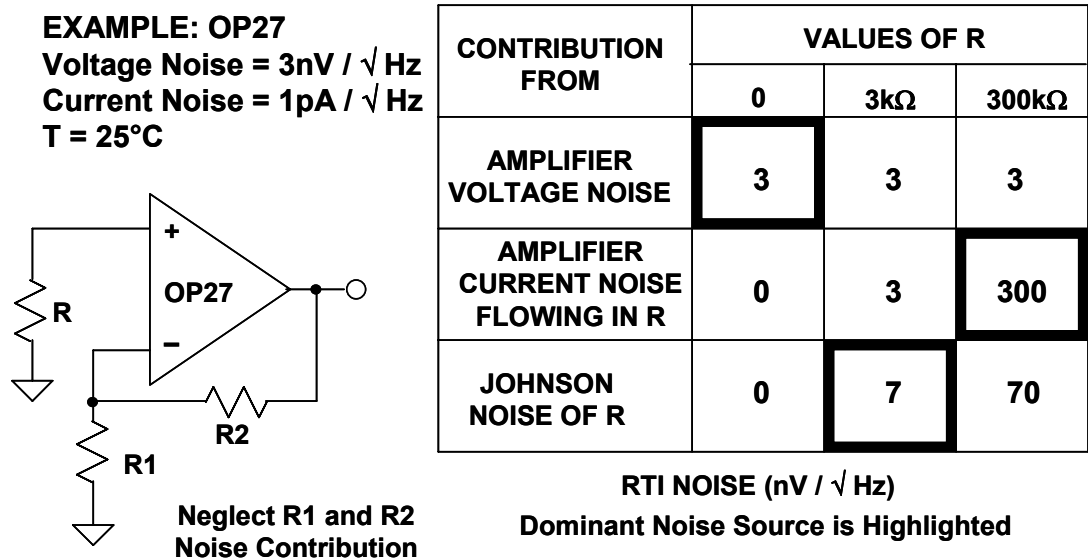 EXAMPLE: OP27
Voltage Noise = 3nV / √ Hz
Current Noise = 1pA / √ Hz
T = 25°C
+
OP27
–
R
R2
R1
Neglect R1 and R2
Noise Contribution
CONTRIBUTION
FROM
VALUES OF R
0 3kΩ 300kΩ
AMPLIFIER
VOLTAGE NOISE
3 3 3
AMPLIFIER
CURRENT NOISE
FLOWING IN R
0 3 300
JOHNSON
NOISE OF R
0 7 70
RTI NOISE (nV / √ Hz)
Dominant Noise Source is Highlighted